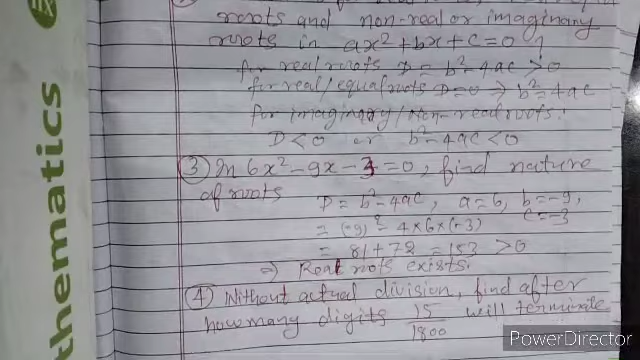 roots and non-real or imaginary
roots in ax²+bx+c=0 ?
for real roots D = b²-4ac >0
for real/equal roots D=0 ⇒ b²=4ac
for imaginary/Non-real roots:
D<0 or b²-4ac<0
③ In 6x²-9x-3=0, find nature
of roots D=b²-4ac, a=6, b=-9,
= (-9)²-4×6×(-3) c=-3
= 81+72=153 >0
⇒ Real roots exists.
④ Without actual division, find after
how many digits 15/1800 will terminate
thematics
PowerDirector